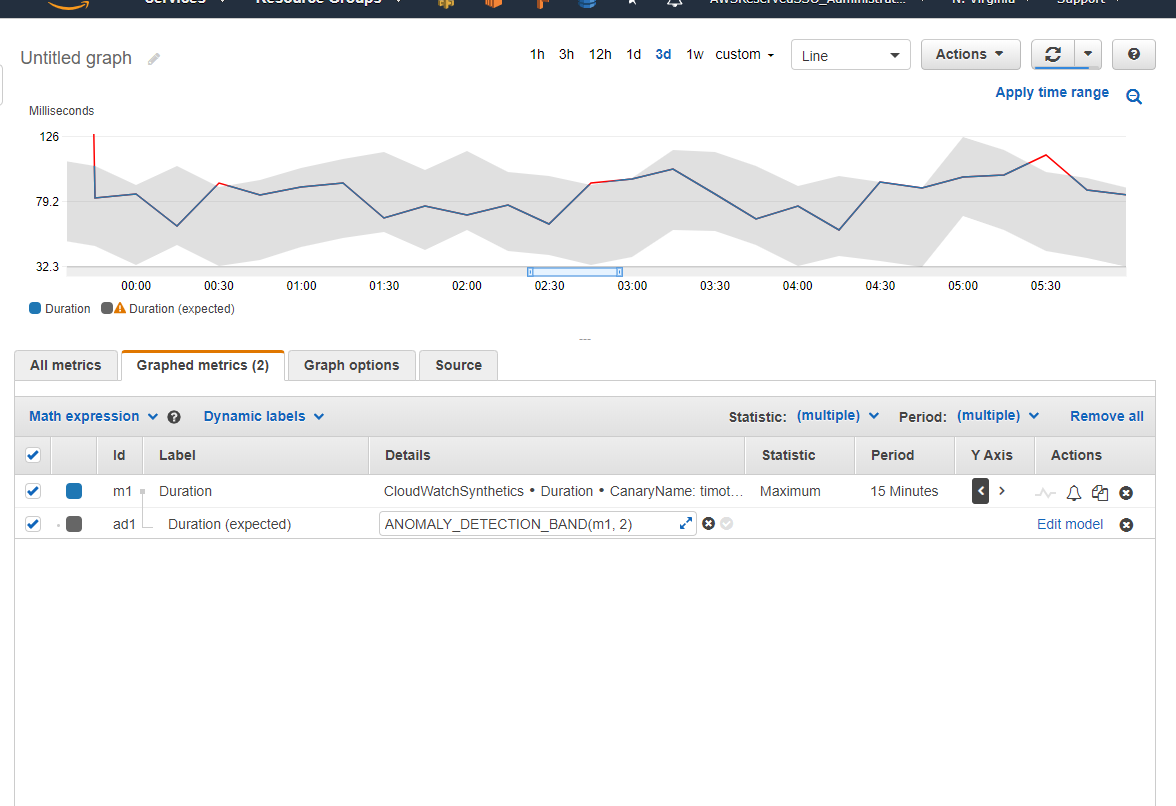 Services Resource Groups AWSReservedSSO_Administrat... N. Virginia Support
Untitled graph 1h 3h 12h 1d 3d 1w custom Line Actions ?
Apply time range
Milliseconds
126
79.2
32.3
00:00 00:30 01:00 01:30 02:00 02:30 03:00 03:30 04:00 04:30 05:00 05:30
Duration Duration (expected)
All metrics Graphed metrics (2) Graph options Source
Math expression ? Dynamic labels Statistic: (multiple) Period: (multiple) Remove all
Id Label Details Statistic Period Y Axis Actions
m1 Duration CloudWatchSynthetics • Duration • CanaryName: timot... Maximum 15 Minutes < >
ad1 Duration (expected) ANOMALY_DETECTION_BAND(m1, 2) Edit model